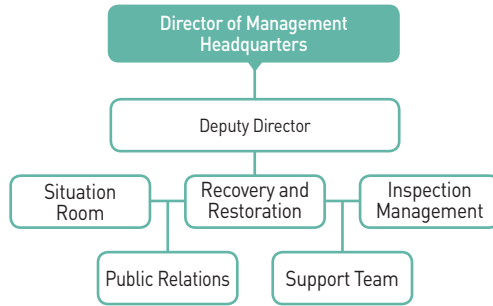 Director of Management
Headquarters
Deputy Director
Situation
Room
Recovery and
Restoration
Inspection
Management
Public Relations
Support Team